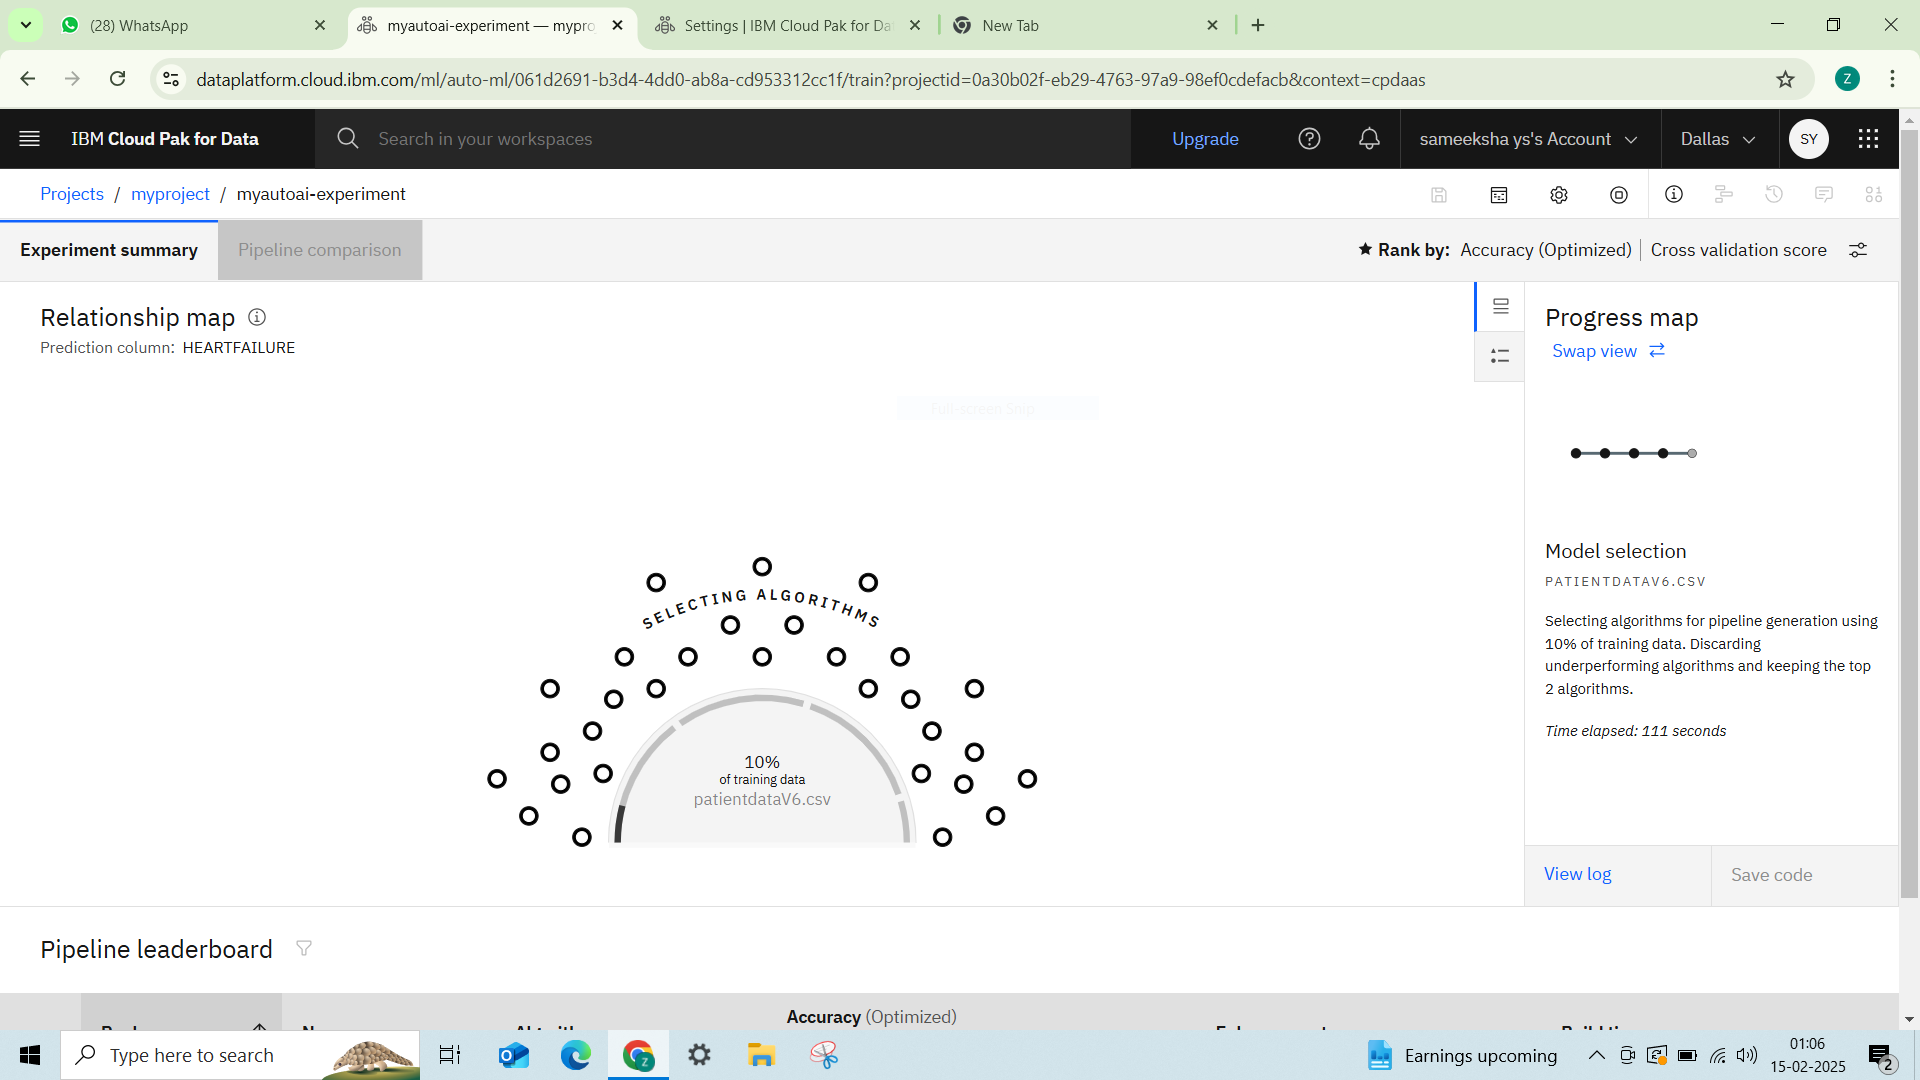 (28) WhatsApp
myautoai-experiment — mypro
Settings | IBM Cloud Pak for Da
New Tab
dataplatform.cloud.ibm.com/ml/auto-ml/061d2691-b3d4-4dd0-ab8a-cd953312cc1f/train?projectid=0a30b02f-eb29-4763-97a9-98ef0cdefacb&context=cpdaas
Z
IBM Cloud Pak for Data
Search in your workspaces
Upgrade
sameeksha ys's Account
Dallas
SY
Projects / myproject / myautoai-experiment
Experiment summary
Pipeline comparison
Rank by: Accuracy (Optimized) | Cross validation score
Relationship map
Prediction column: HEARTFAILURE
Full-screen Snip
SELECTING ALGORITHMS
10%
of training data
patientdataV6.csv
Progress map
Swap view
Model selection
PATIENTDATAV6.CSV
Selecting algorithms for pipeline generation using
10% of training data. Discarding
underperforming algorithms and keeping the top
2 algorithms.
Time elapsed: 111 seconds
View log
Save code
Pipeline leaderboard
Accuracy (Optimized)
Type here to search
Z
Earnings upcoming
01:06
15-02-2025
2